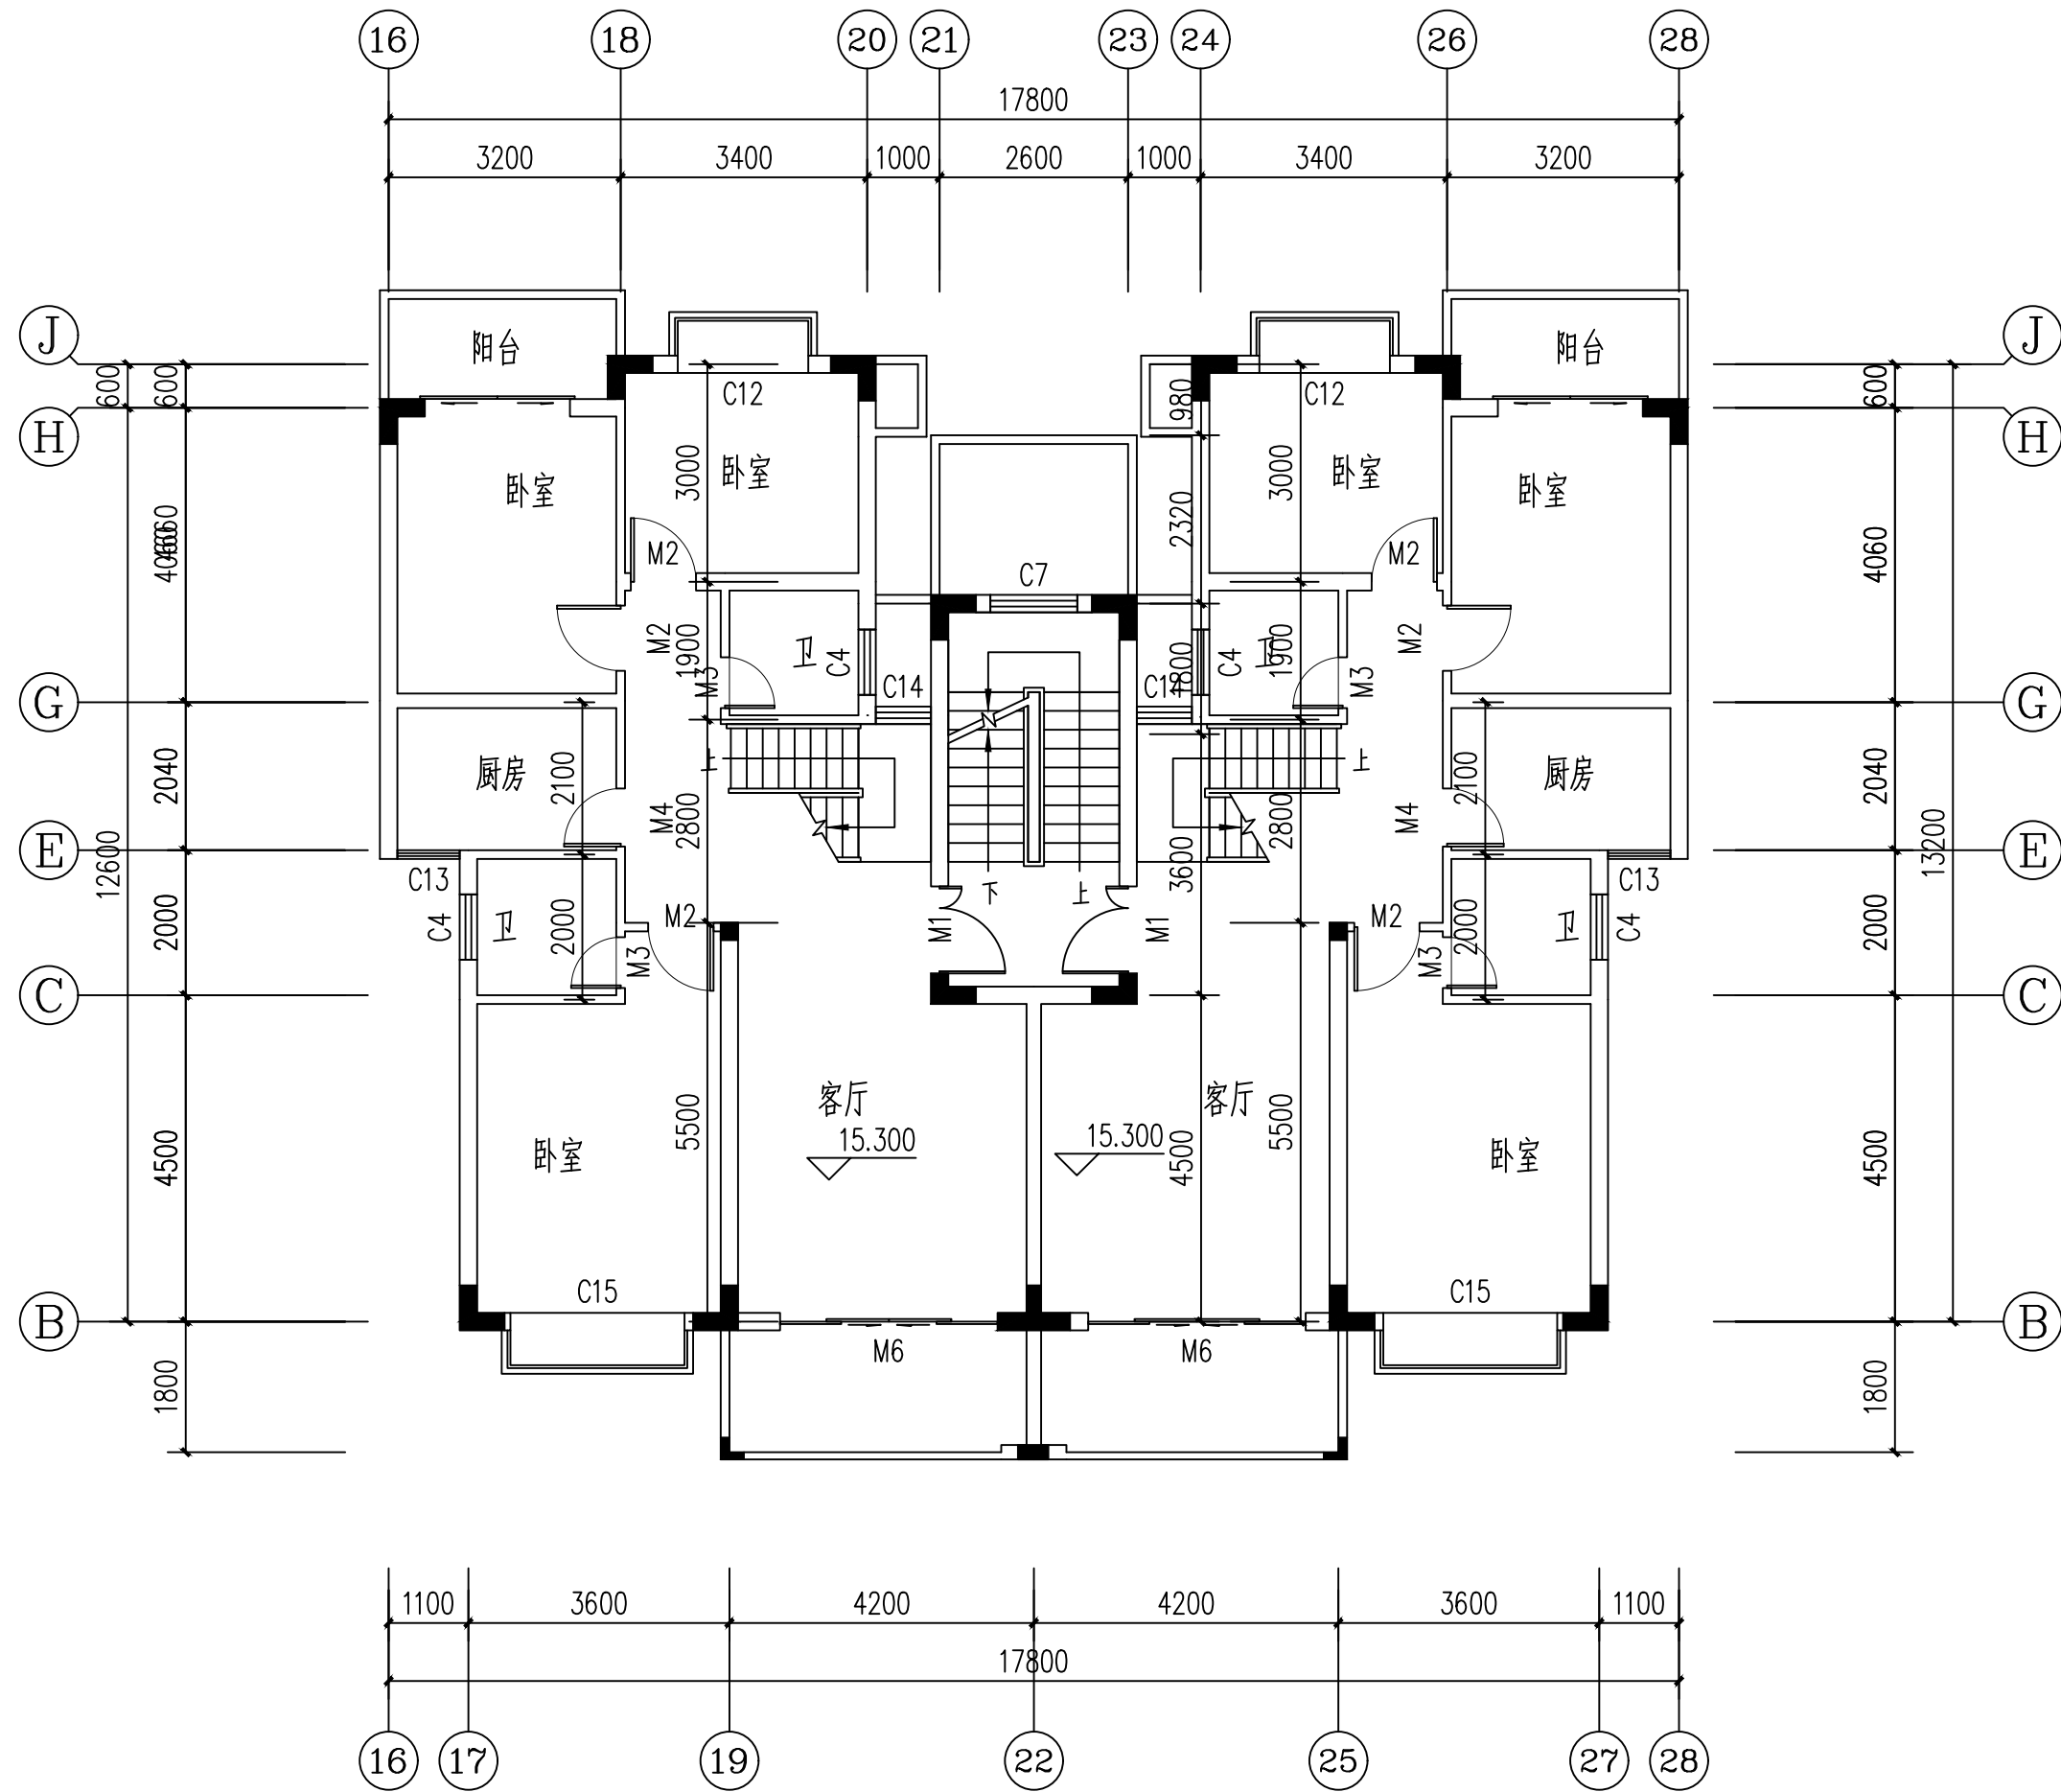 16 18 20 21 23 24 26 28
17800
3200 3400 1000 2600 1000 3400 3200
J 阳台 阳台 J
600 600 C12 980 C12 600
H H
卧室 3000 卧室 3000 卧室 卧室
4060 2320 4060
M2 C7 M2
M2 1900 M3 卫 C4 1800 C4 卫 1900 M3 M2
G C14 C14 G
上 上
2040 厨房 2100 M4 2800 2800 M4 2100 厨房 2040
E 12600 3600 13200 E
C13 下 上 C13
2000 C4 卫 2000 M3 M2 M1 M1 M2 M3 2000 卫 C4 2000
C C
客厅 客厅
4500 卧室 5500 15.300 15.300 4500 5500 卧室 4500
C15 C15
B B
M6 M6
1800 1800
1100 3600 4200 4200 3600 1100
17800
16 17 19 22 25 27 28